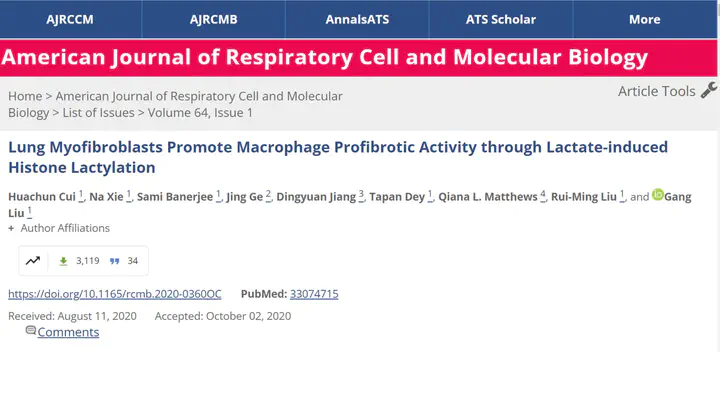 AJRCCM AJRCMB AnnalsATS ATS Scholar More
American Journal of Respiratory Cell and Molecular Biology
Article Tools
Home > American Journal of Respiratory Cell and Molecular
Biology > List of Issues > Volume 64, Issue 1
Lung Myofibroblasts Promote Macrophage Profibrotic Activity through Lactate-induced
Histone Lactylation
Huachun Cui 1, Na Xie 1, Sami Banerjee 1, Jing Ge 2, Dingyuan Jiang 3, Tapan Dey 1, Qiana L. Matthews 4, Rui-Ming Liu 1, and iD Gang
Liu 1
+ Author Affiliations
3,119 34
https://doi.org/10.1165/rcmb.2020-0360OC PubMed: 33074715
Received: August 11, 2020 Accepted: October 02, 2020
Comments